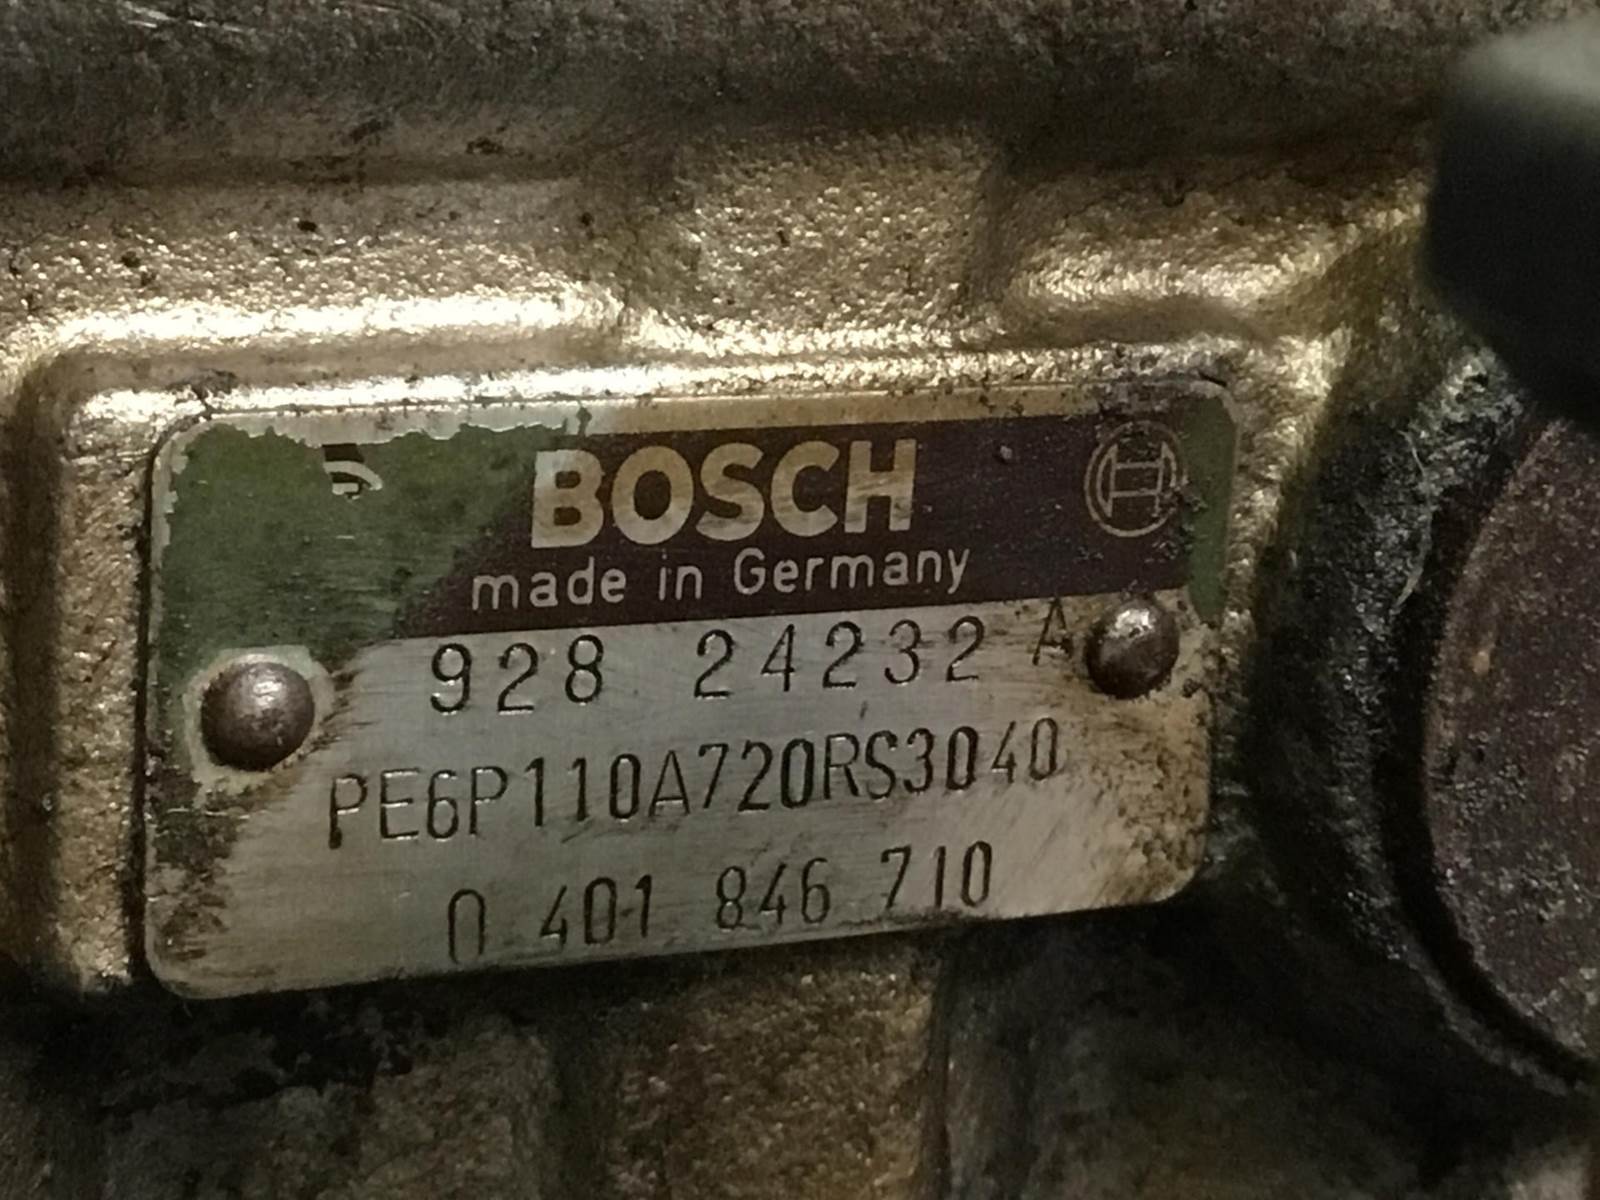 BOSCH
made in Germany
928 24232 A
PE6P110A720RS3040
0 401 846 710